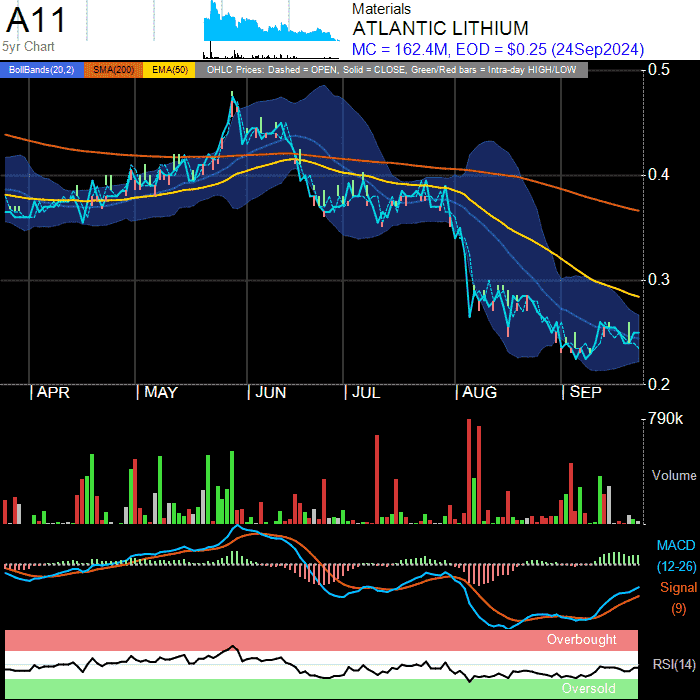 A11
5yr Chart
Materials
ATLANTIC LITHIUM
MC = 162.4M, EOD = $0.25 (24Sep2024)
BollBands(20,2) SMA(200) EMA(50) OHLC Prices: Dashed = OPEN, Solid = CLOSE, Green/Red bars = Intra-day HIGH/LOW
0.5
0.4
0.3
0.2
APR MAY JUN JUL AUG SEP
790k
Volume
MACD
(12-26)
Signal
(9)
Overbought
RSI(14)
Oversold